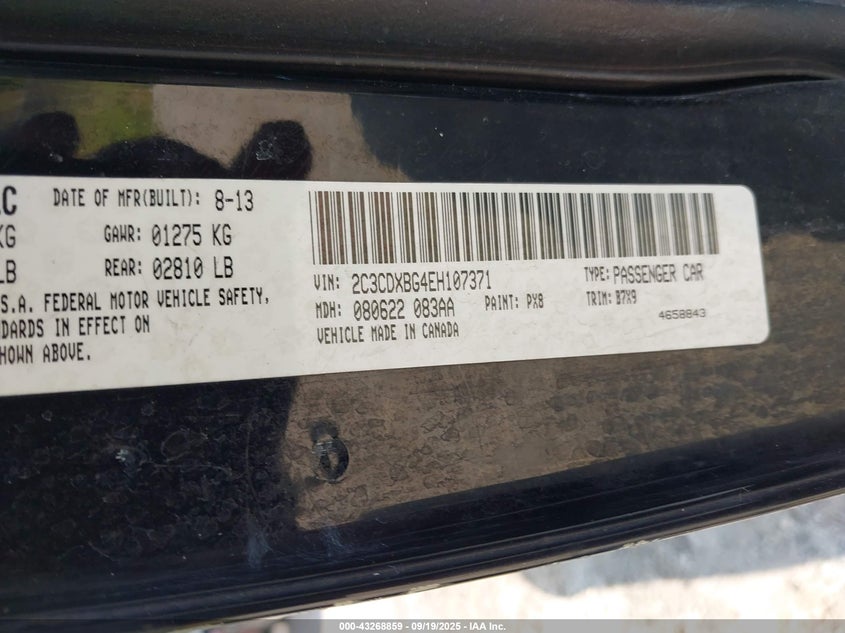 LC DATE OF MFR(BUILT): 8-13
KG GAWR: 01275 KG
LB REAR: 02810 LB
S.A. FEDERAL MOTOR VEHICLE SAFETY,
DARDS IN EFFECT ON
HOWN ABOVE.
VIN: 2C3CDXBG4EH107371 TYPE: PASSENGER CAR
MDH: 080622 083AA PAINT: PX8 TRIM: B7X9
VEHICLE MADE IN CANADA 4658843
000-43268859 - 09/19/2025 - IAA Inc.